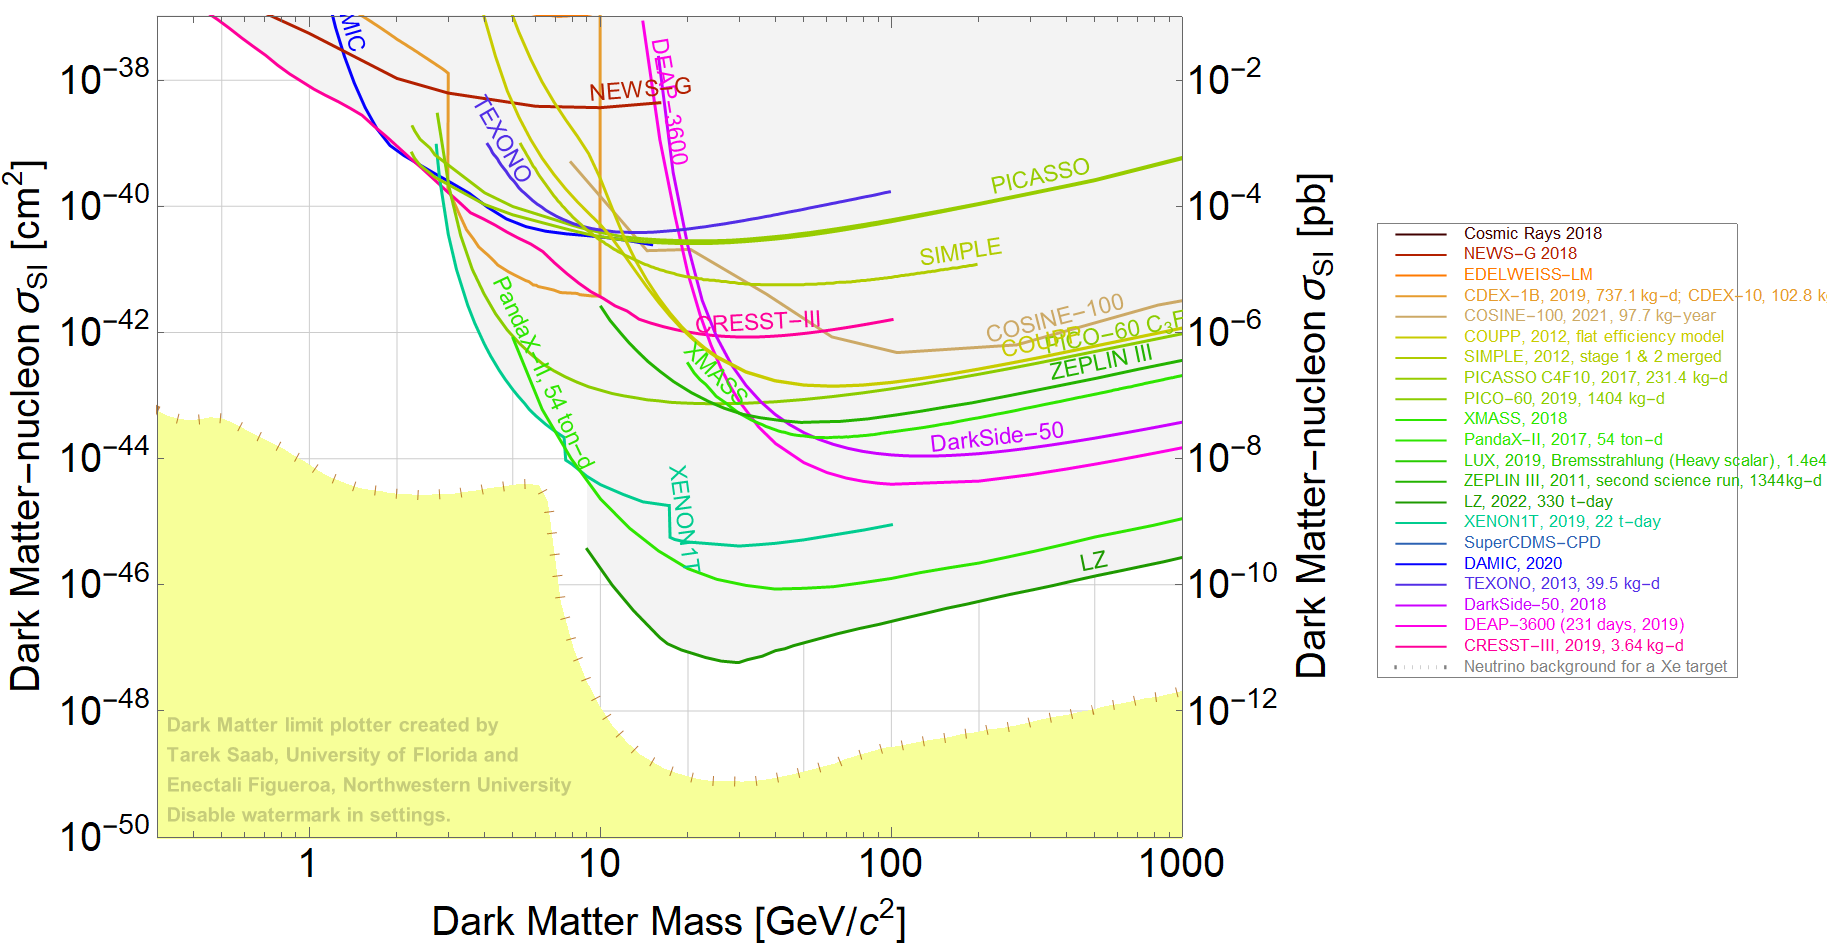 10−38
10−40
10−42
10−44
10−46
10−48
10−50
Dark Matter−nucleon σSI [cm2]
MIC
NEWS−G
DEAP−3600
TEXONO
PICASSO
SIMPLE
PandaX−II, 54 ton−d
CRESST−III
COSINE−100
COUPP
PICO−60 C3F
XMASS
ZEPLIN III
DarkSide−50
XENON1T
LZ
Dark Matter limit plotter created by
Tarek Saab, University of Florida and
Enectali Figueroa, Northwestern University
Disable watermark in settings.
1
10
100
1000
Dark Matter Mass [GeV/c2]
10−2
10−4
10−6
10−8
10−10
10−12
Dark Matter−nucleon σSI [pb]
Cosmic Rays 2018
NEWS−G 2018
EDELWEISS−LM
CDEX−1B, 2019, 737.1 kg−d; CDEX−10, 102.8 k
COSINE−100, 2021, 97.7 kg−year
COUPP, 2012, flat efficiency model
SIMPLE, 2012, stage 1 & 2 merged
PICASSO C4F10, 2017, 231.4 kg−d
PICO−60, 2019, 1404 kg−d
XMASS, 2018
PandaX−II, 2017, 54 ton−d
LUX, 2019, Bremsstrahlung (Heavy scalar), 1.4e4
ZEPLIN III, 2011, second science run, 1344kg−d
LZ, 2022, 330 t−day
XENON1T, 2019, 22 t−day
SuperCDMS−CPD
DAMIC, 2020
TEXONO, 2013, 39.5 kg−d
DarkSide−50, 2018
DEAP−3600 (231 days, 2019)
CRESST−III, 2019, 3.64 kg−d
Neutrino background for a Xe target